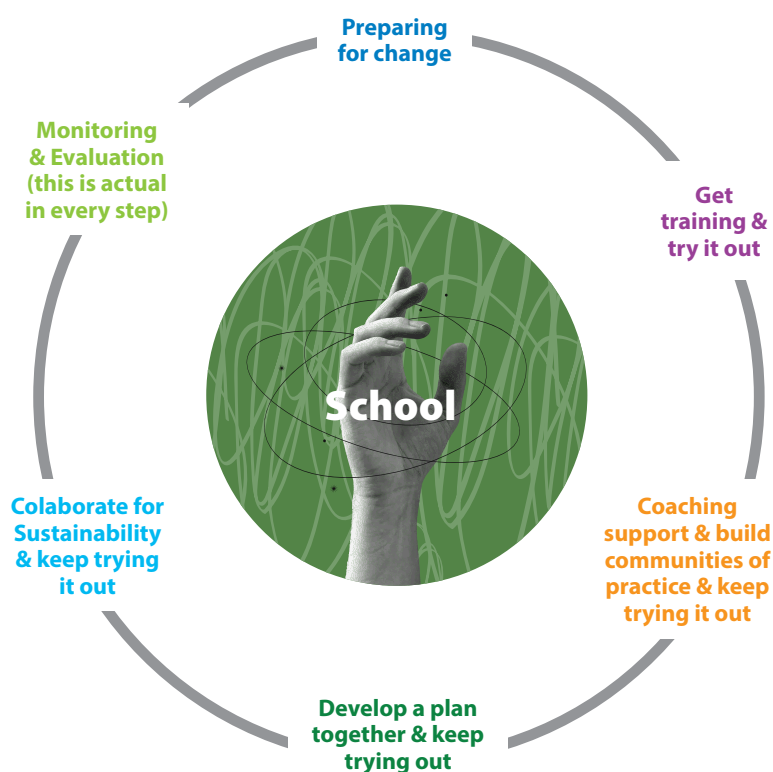 Preparing
for change
Get
training &
try it out
Coaching
support & build
communities of
practice & keep
trying it out
Develop a plan
together & keep
trying out
Colaborate for
Sustainability
& keep trying
it out
Monitoring
& Evaluation
(this is actual
in every step)
School